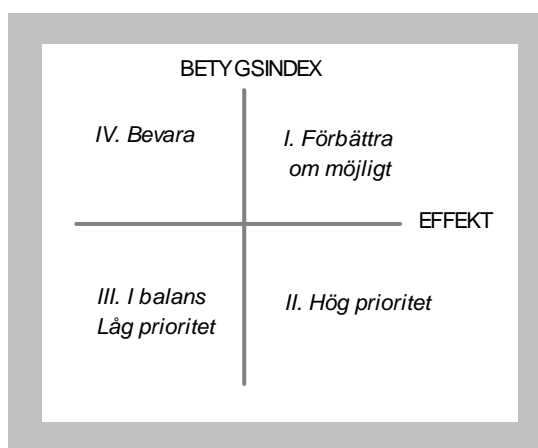 BETYGSINDEX
IV. Bevara
I. Förbättra
om möjligt
EFFEKT
III. I balans
Låg prioritet
II. Hög prioritet